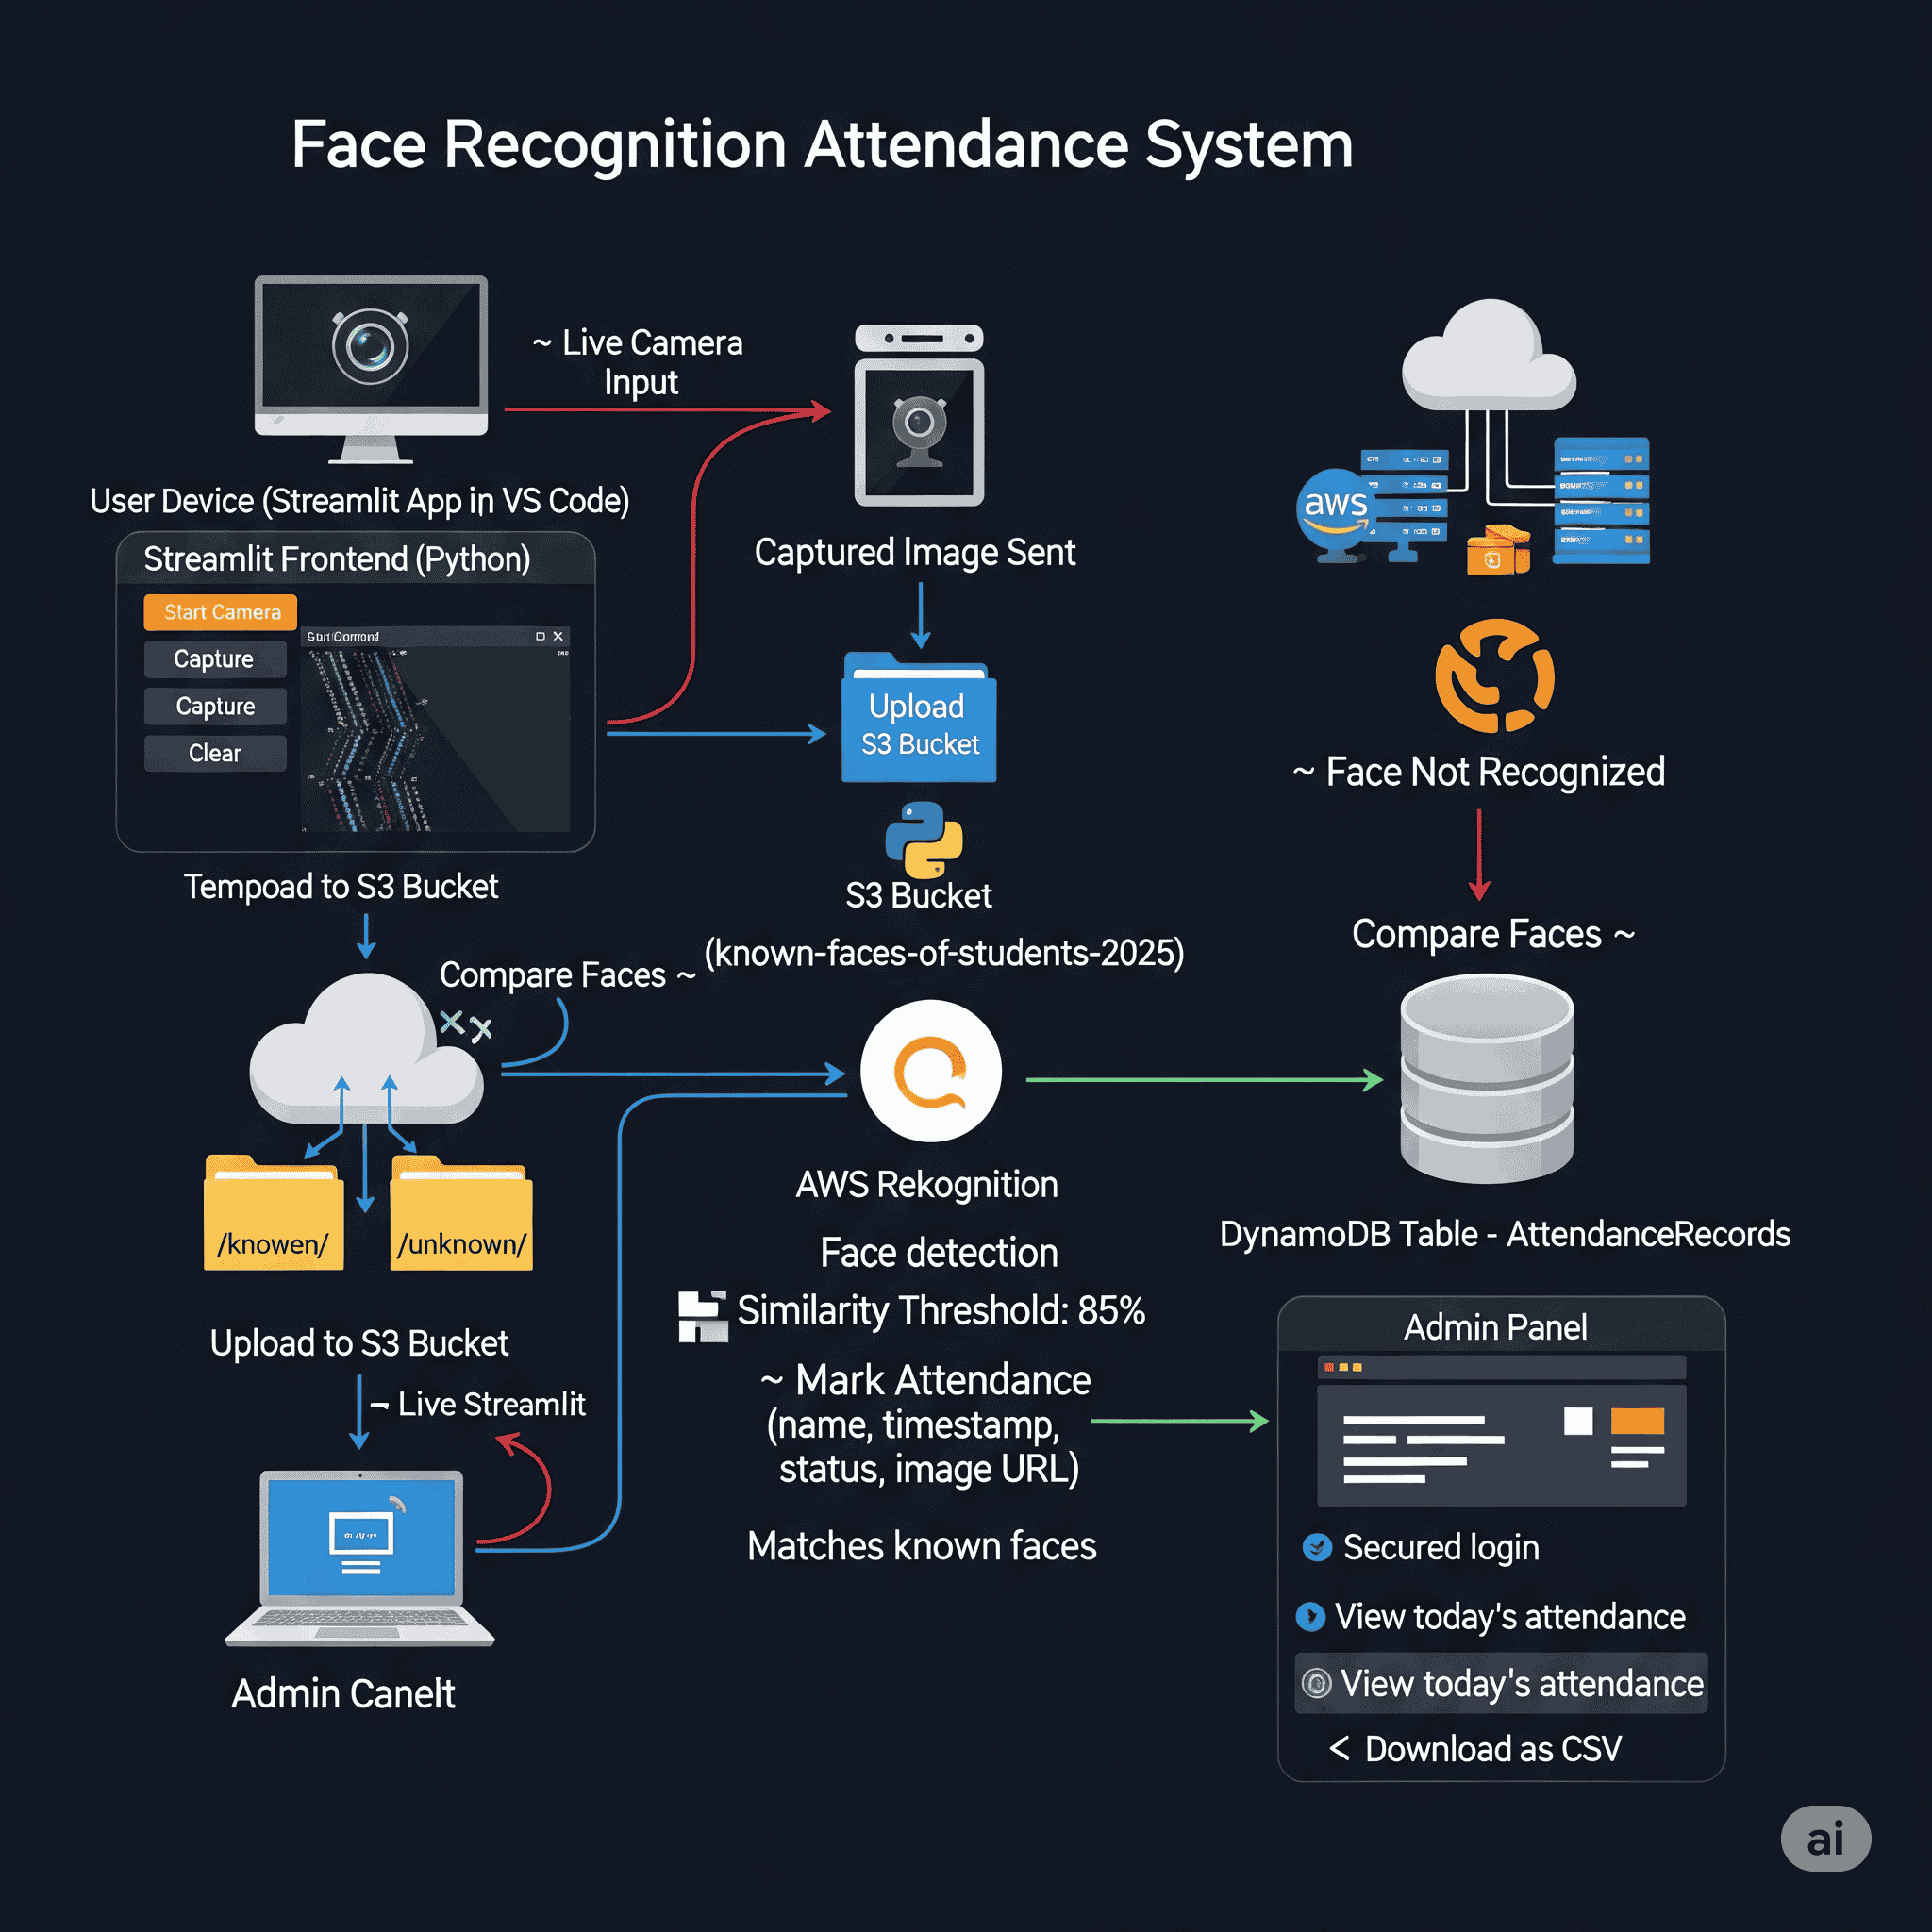 Face Recognition Attendance System
~ Live Camera
Input
User Device (Streamlit App in VS Code)
Streamlit Frontend (Python)
Start Camera
Capture
Capture
Clear
Captured Image Sent
Upload
S3 Bucket
S3 Bucket
(known-faces-of-students-2025)
aws
~ Face Not Recognized
Compare Faces ~
Tempoad to S3 Bucket
Compare Faces ~
/knowen/
/unknown/
Upload to S3 Bucket
~ Live Streamlit
Admin Canelt
AWS Rekognition
Face detection
Similarity Threshold: 85%
~ Mark Attendance
(name, timestamp,
status, image URL)
Matches known faces
DynamoDB Table - AttendanceRecords
Admin Panel
Secured login
View today's attendance
View today's attendance
< Download as CSV
ai